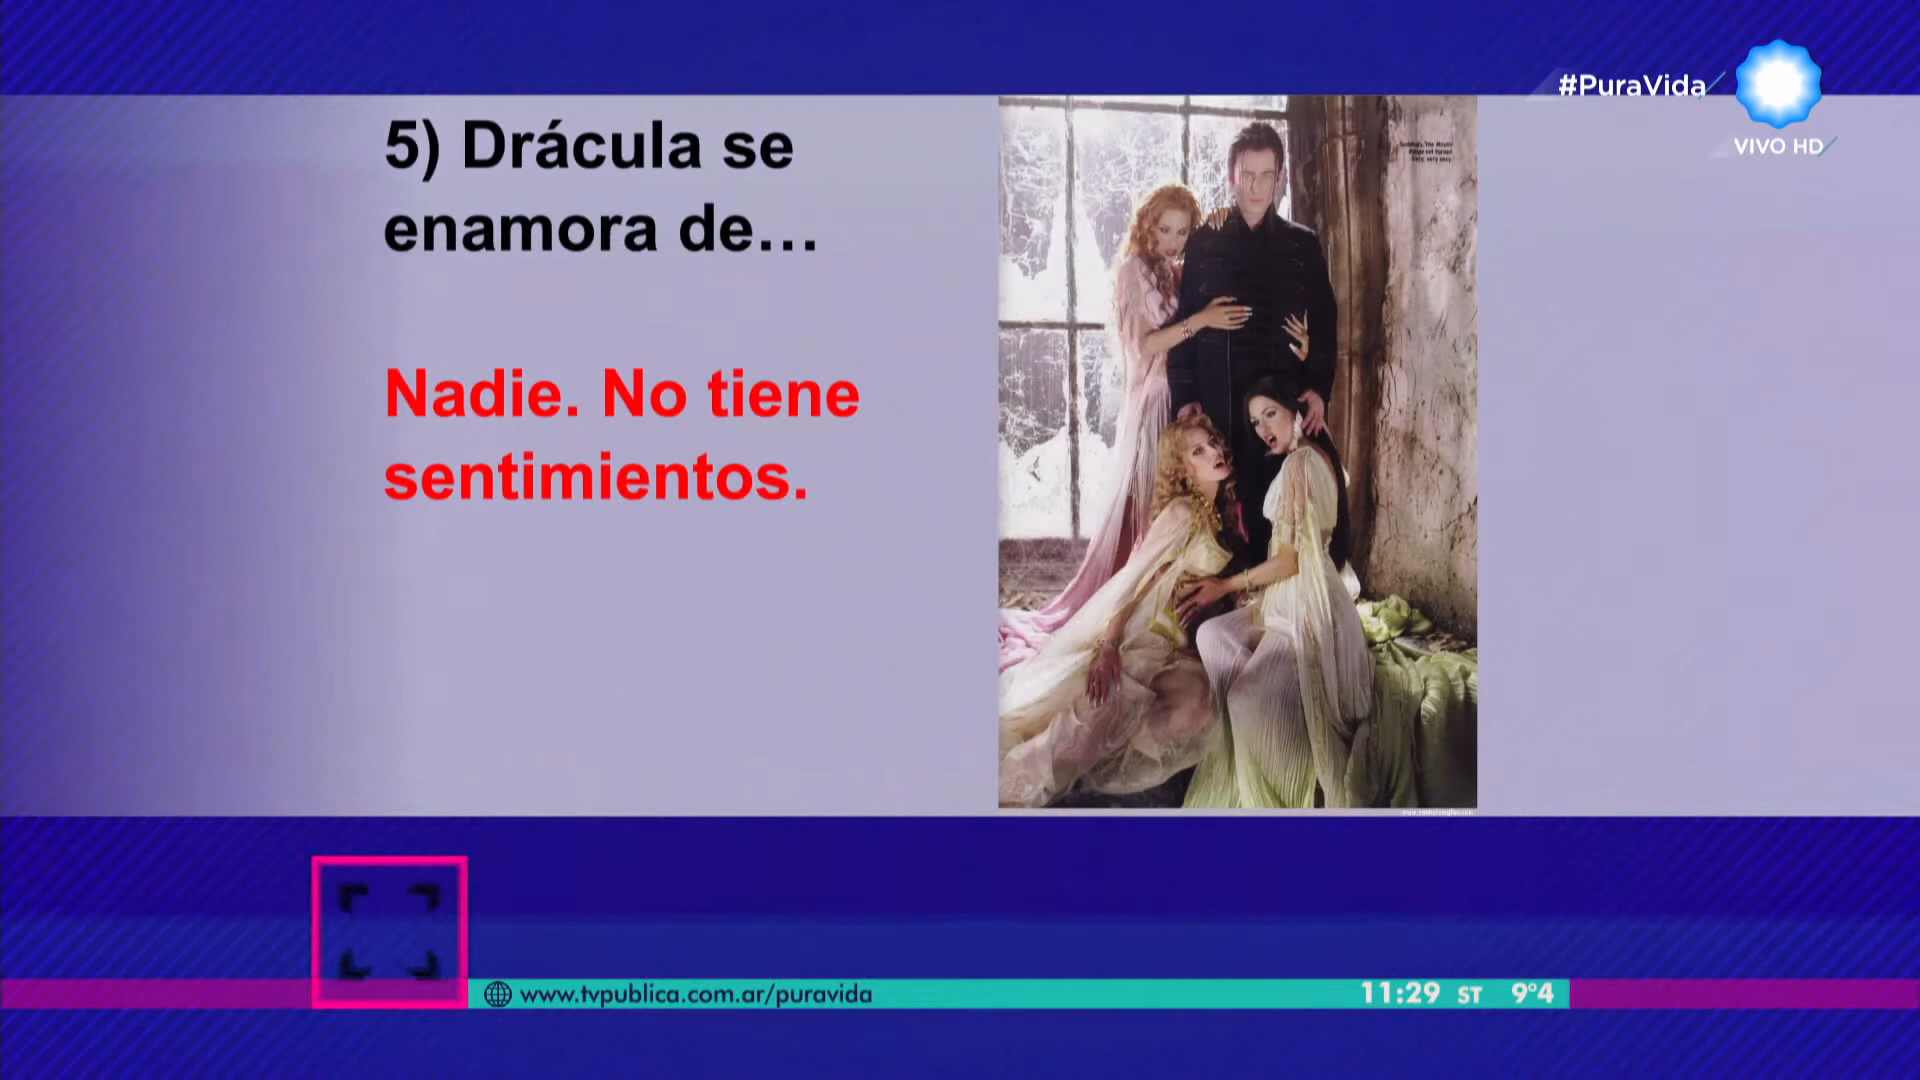 #PuraVida
VIVO HD
5) Drácula se
enamora de...
Nadie. No tiene
sentimientos.
www.tvpublica.com.ar/puravida
11:29 ST 9°4